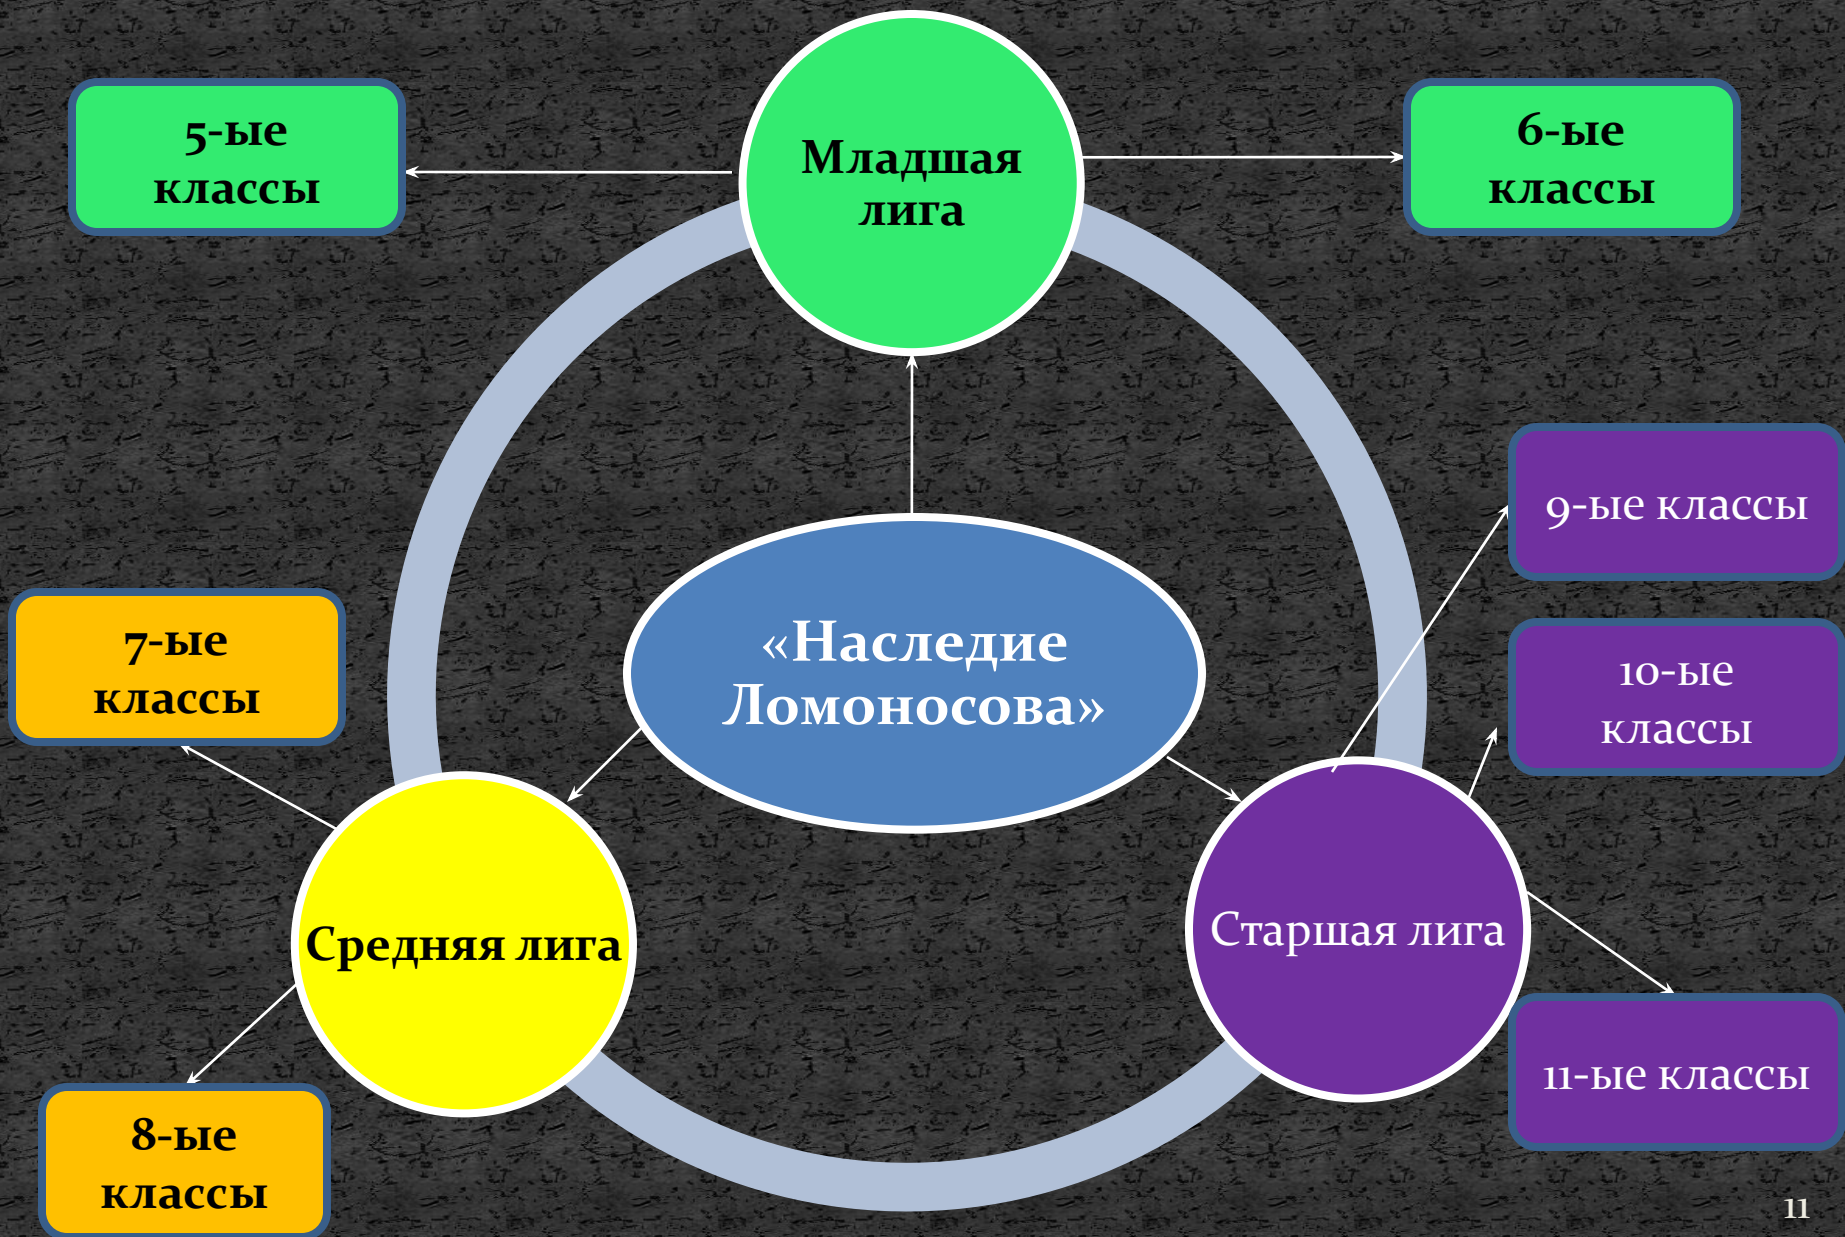 Младшая
лига
5-ые
классы
6-ые
классы
«Наследие
Ломоносова»
7-ые
классы
Средняя лига
8-ые
классы
9-ые классы
10-ые
классы
Старшая лига
11-ые классы
11